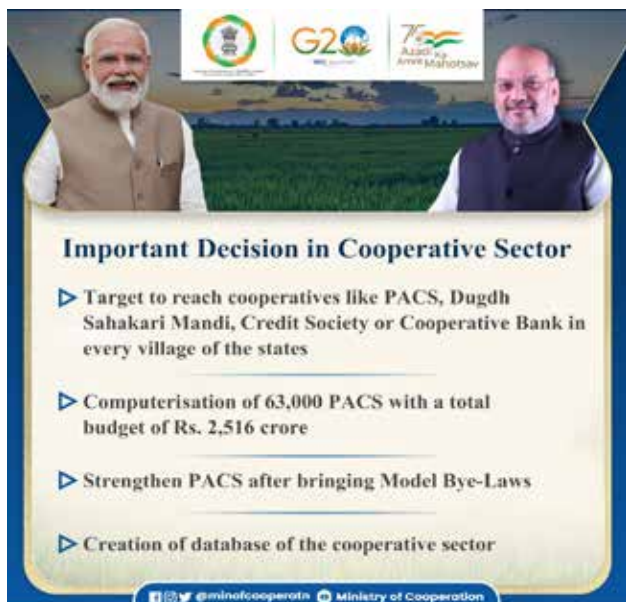 G20
75
Azadi Ka
Amrit Mahotsav
Important Decision in Cooperative Sector
Target to reach cooperatives like PACS, Dugdh
Sahakari Mandi, Credit Society or Cooperative Bank in
every village of the states
Computerisation of 63,000 PACS with a total
budget of Rs. 2,516 crore
Strengthen PACS after bringing Model Bye-Laws
Creation of database of the cooperative sector
@minofcooperatn Ministry of Cooperation